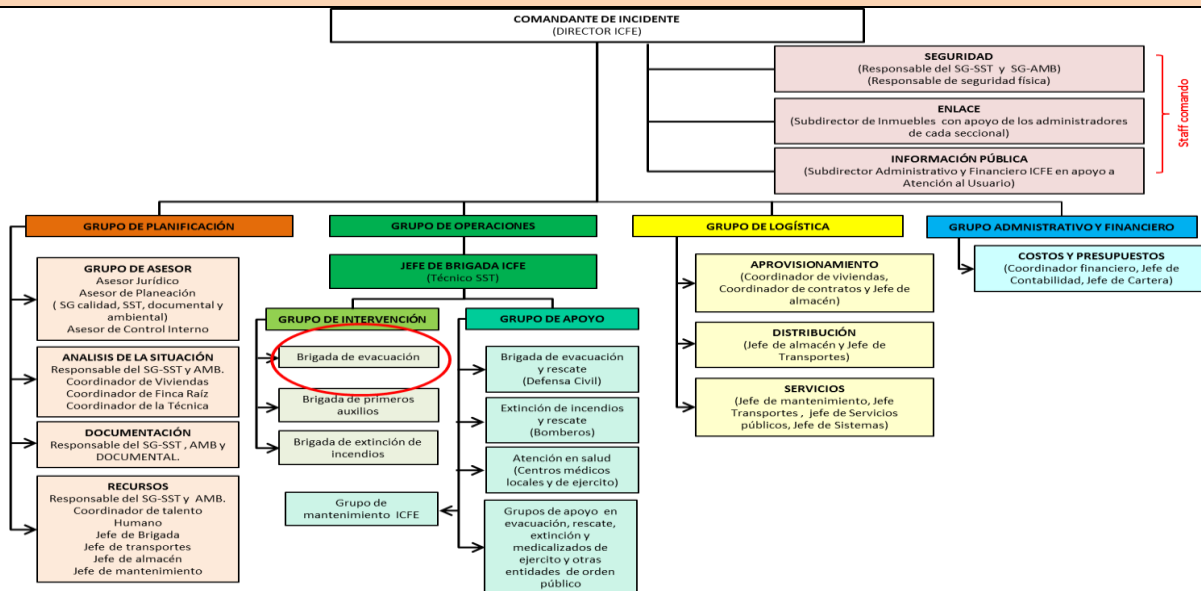 COMANDANTE DE INCIDENTE
(DIRECTOR ICFE)
SEGURIDAD
(Responsable del SG-SST y SG-AMB)
(Responsable de seguridad física)
ENLACE
(Subdirector de Inmuebles con apoyo de los administradores
de cada seccional)
INFORMACIÓN PÚBLICA
(Subdirector Administrativo y Financiero ICFE en apoyo a
Atención al Usuario)
Staff comando
GRUPO DE PLANIFICACIÓN
GRUPO DE ASESOR
Asesor Jurídico
Asesor de Planeación
( SG calidad, SST, documental y
ambiental)
Asesor de Control Interno
ANALISIS DE LA SITUACIÓN
Responsable del SG-SST y AMB.
Coordinador de Viviendas
Coordinador de Finca Raíz
Coordinador de la Técnica
DOCUMENTACIÓN
Responsable del SG-SST , AMB y
DOCUMENTAL.
RECURSOS
Responsable del SG-SST y AMB.
Coordinador de talento
Humano
Jefe de Brigada
Jefe de transportes
Jefe de almacén
Jefe de mantenimiento
GRUPO DE OPERACIONES
JEFE DE BRIGADA ICFE
(Técnico SST)
GRUPO DE INTERVENCIÓN
Brigada de evacuación
Brigada de primeros
auxilios
Brigada de extinción de
incendios
GRUPO DE APOYO
Brigada de evacuación
y rescate
(Defensa Civil)
Extinción de incendios
y rescate
(Bomberos)
Atención en salud
(Centros médicos
locales y de ejercito)
Grupo de
mantenimiento ICFE
Grupos de apoyo en
evacuación, rescate,
extinción y
medicalizados de
ejercito y otras
entidades de orden
público
GRUPO DE LOGÍSTICA
APROVISIONAMIENTO
(Coordinador de viviendas,
Coordinador de contratos y Jefe de
almacén)
DISTRIBUCIÓN
(Jefe de almacén y Jefe de
Transportes)
SERVICIOS
(Jefe de mantenimiento, Jefe
Transportes , jefe de Servicios
públicos, Jefe de Sistemas)
GRUPO ADMNISTRATIVO Y FINANCIERO
COSTOS Y PRESUPUESTOS
(Coordinador financiero, Jefe de
Contabilidad, Jefe de Cartera)